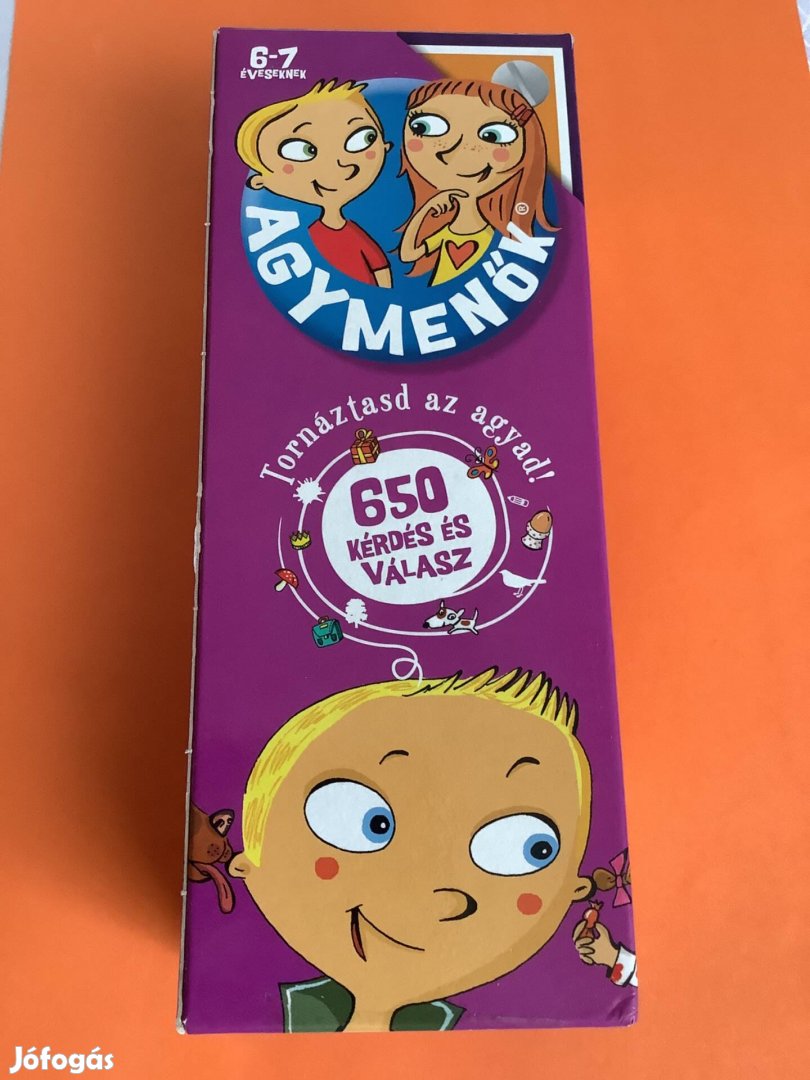 6-7
ÉVESEKNEK
AGYMENŐK®
Tornáztasd az agyad!
650
KÉRDÉS ÉS
VÁLASZ
Jófogás